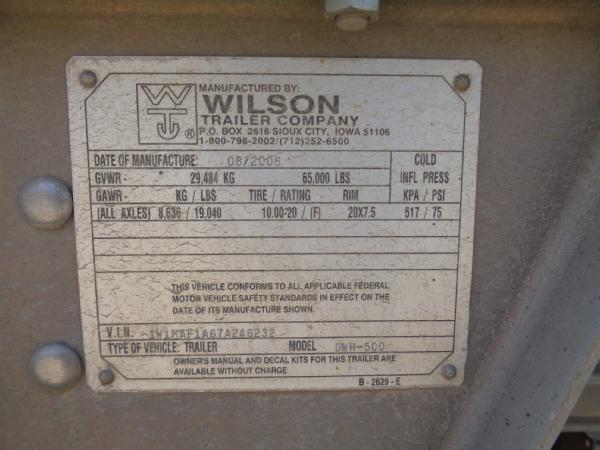 MANUFACTURED BY:
WILSON
TRAILER COMPANY
P.O. BOX 2616 SIOUX CITY, IOWA 51106
1-800-798-2002/(712)252-6500
WT ®
DATE OF MANUFACTURE: 08/2006 COLD
GVWR - 29,484 KG 65,000 LBS INFL PRESS
GAWR - KG / LBS TIRE / RATING RIM KPA / PSI
(ALL AXLES) 8,636 / 19,040 10.00-20 / (F) 20X7.5 517 / 75
THIS VEHICLE CONFORMS TO ALL APPLICABLE FEDERAL
MOTOR VEHICLE SAFETY STANDARDS IN EFFECT ON THE
DATE OF ITS MANUFACTURE SHOWN.
V.I.N. 1W1MAF1A67A246232
TYPE OF VEHICLE: TRAILER MODEL DWH-500
OWNER'S MANUAL AND DECAL KITS FOR THIS TRAILER ARE
AVAILABLE WITHOUT CHARGE
B - 2629 - E